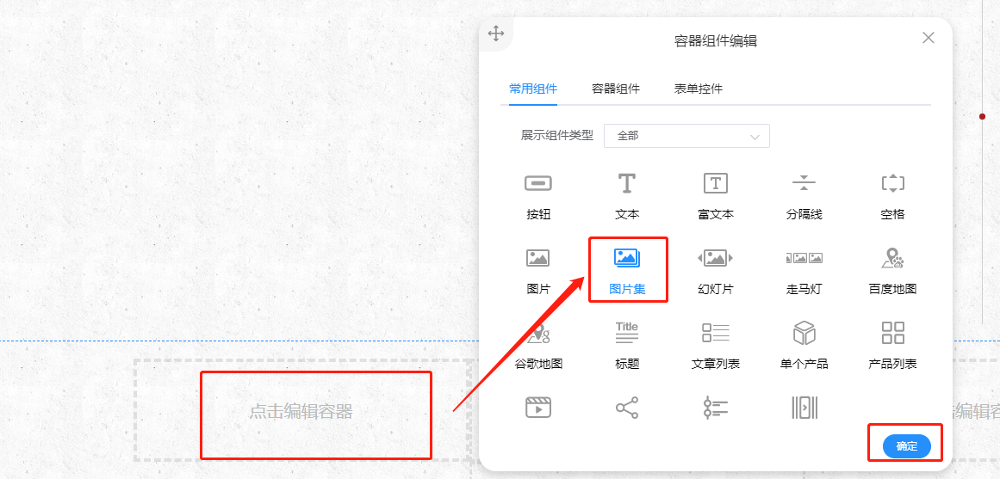 容器组件编辑
常用组件 容器组件 表单控件
展示组件类型 全部
按钮 文本 富文本 分隔线 空格
图片 图片集 幻灯片 走马灯 百度地图
Title
谷歌地图 标题 文章列表 单个产品 产品列表
点击编辑容器
编辑容
确定